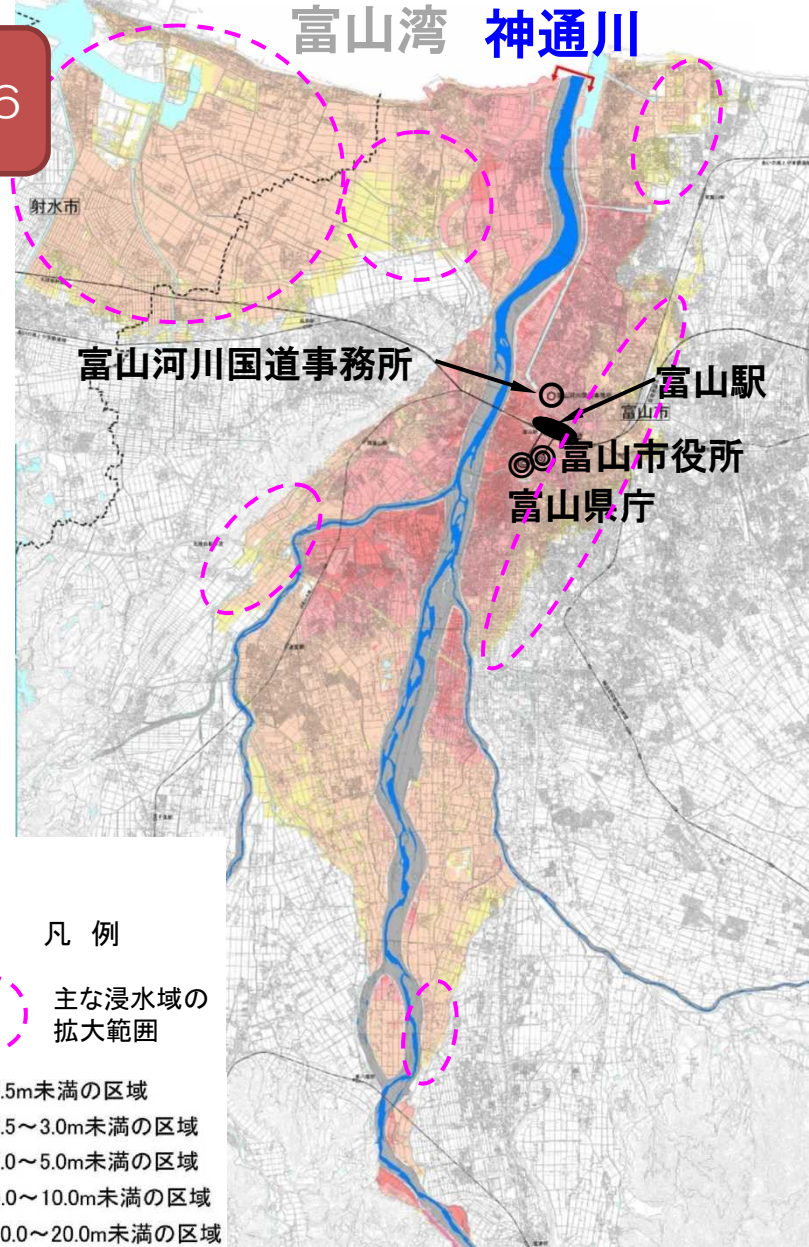 富山湾 神通川
6
射水市
富山河川国道事務所
富山駅
富山市
富山市役所
富山県庁
凡 例
主な浸水域の
拡大範囲
.5m未満の区域
.5～3.0m未満の区域
.0～5.0m未満の区域
.0～10.0m未満の区域
0.0～20.0m未満の区域